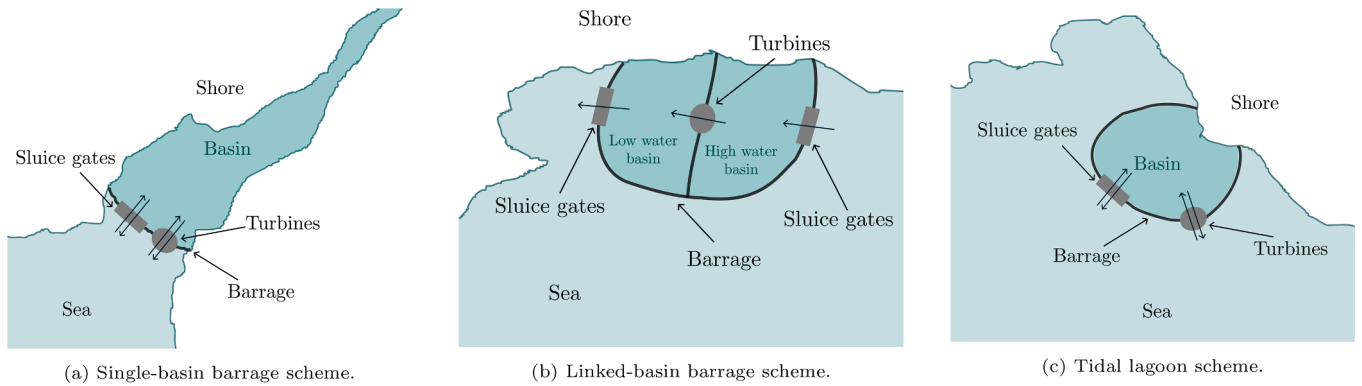 Shore
Basin
Sluice gates
Turbines
Barrage
Sea
(a) Single-basin barrage scheme.
Shore
Turbines
Low water
basin
High water
basin
Sluice gates
Sluice gates
Barrage
Sea
(b) Linked-basin barrage scheme.
Shore
Sluice gates
Basin
Barrage
Turbines
Sea
(c) Tidal lagoon scheme.